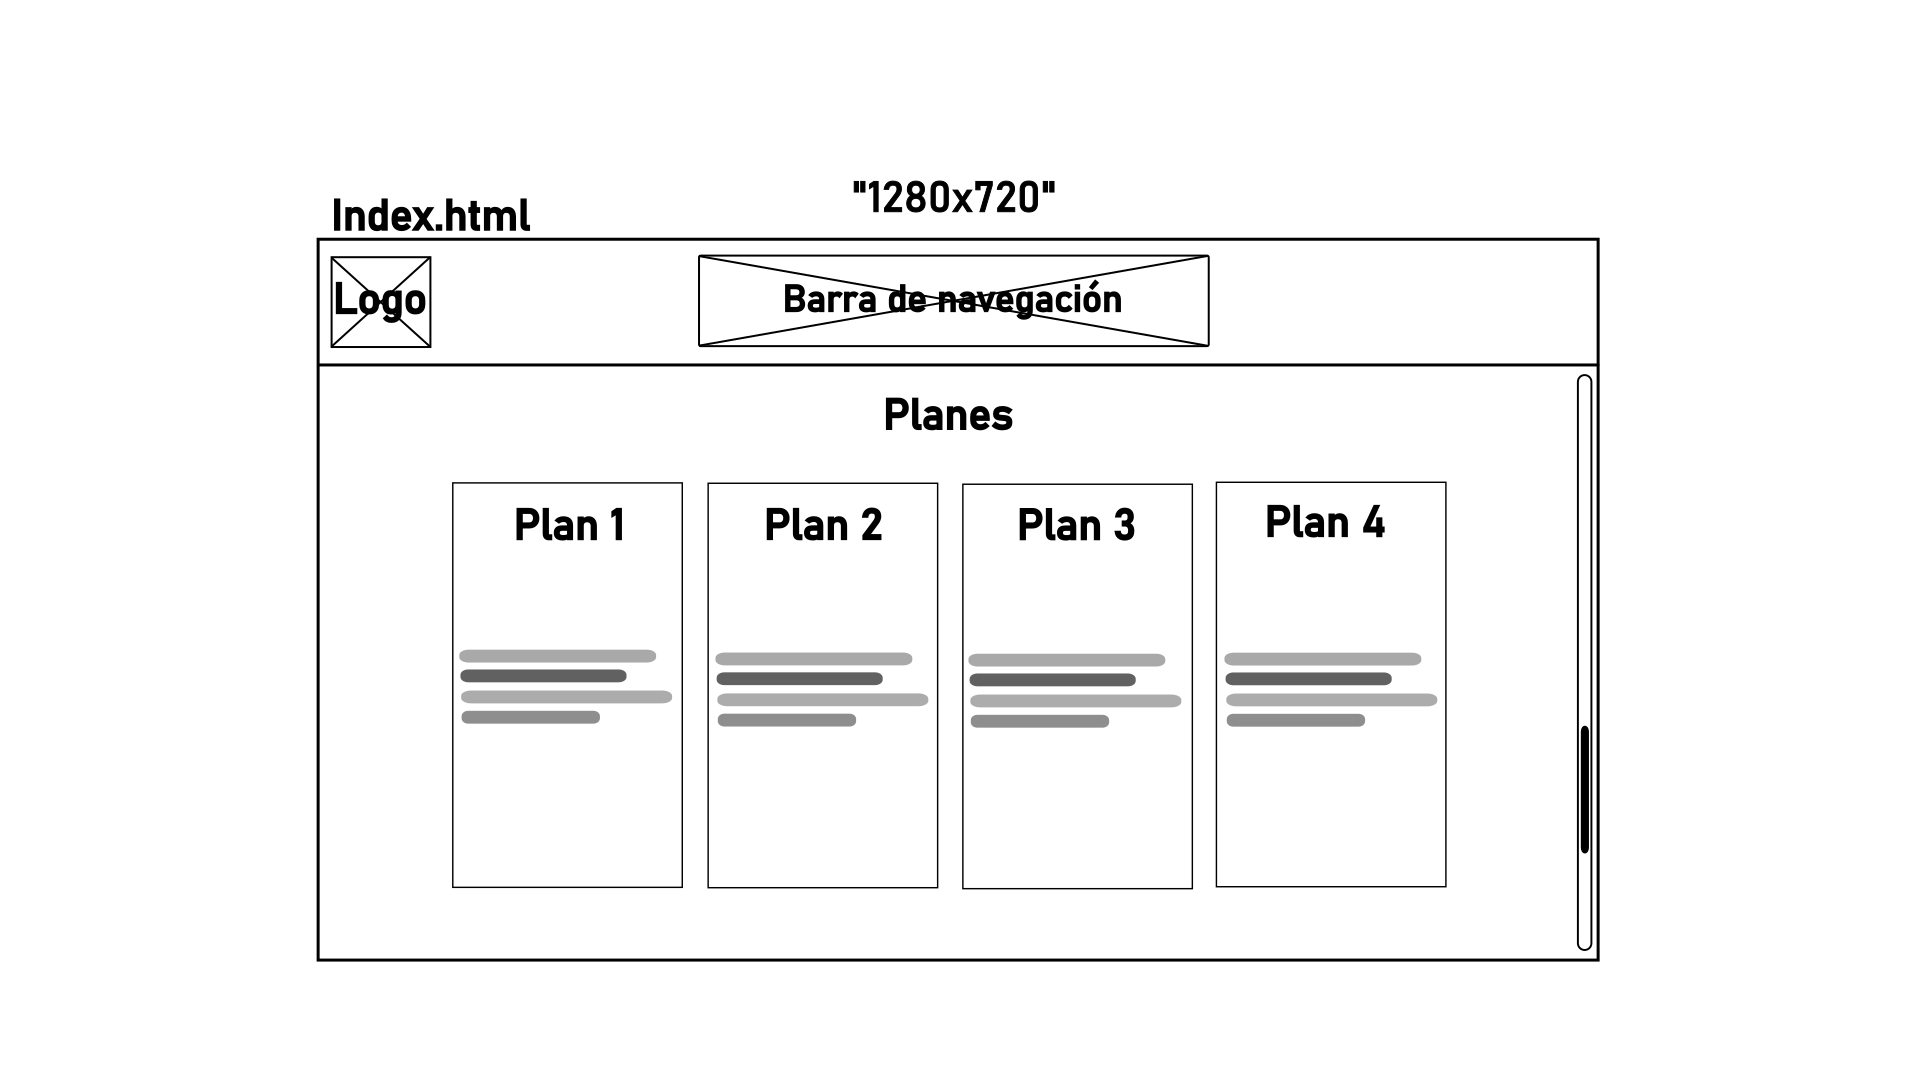 "1280x720"
Index.html
Logo
Barra de navegación
Planes
Plan 1
Plan 2
Plan 3
Plan 4